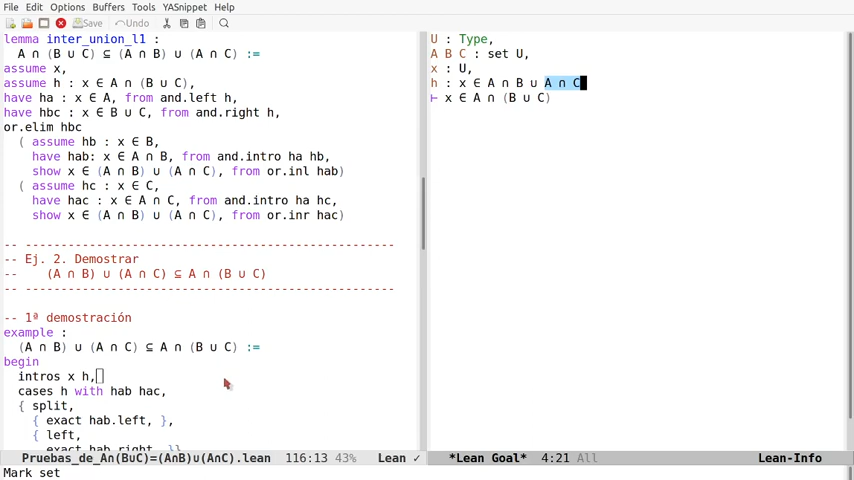 File Edit Options Buffers Tools YASnippet Help
Save Undo
lemma inter_union_l1 :
A ∩ (B ∪ C) ⊆ (A ∩ B) ∪ (A ∩ C) :=
assume x,
assume h : x ∈ A ∩ (B ∪ C),
have ha : x ∈ A, from and.left h,
have hbc : x ∈ B ∪ C, from and.right h,
or.elim hbc
( assume hb : x ∈ B,
have hab: x ∈ A ∩ B, from and.intro ha hb,
show x ∈ (A ∩ B) ∪ (A ∩ C), from or.inl hab)
( assume hc : x ∈ C,
have hac : x ∈ A ∩ C, from and.intro ha hc,
show x ∈ (A ∩ B) ∪ (A ∩ C), from or.inr hac)
-- ---------------------------------------------------
-- Ej. 2. Demostrar
--    (A ∩ B) ∪ (A ∩ C) ⊆ A ∩ (B ∪ C)
-- ---------------------------------------------------
-- 1ª demostración
example :
(A ∩ B) ∪ (A ∩ C) ⊆ A ∩ (B ∪ C) :=
begin
intros x h,
cases h with hab hac,
{ split,
{ exact hab.left, },
{ left,
exact hab.right, }}
Pruebas_de_A∩(B∪C)=(A∩B)∪(A∩C).lean 116:13 43% Lean ✓
Mark set
U : Type,
A B C : set U,
x : U,
h : x ∈ A ∩ B ∪ A ∩ C
⊢ x ∈ A ∩ (B ∪ C)
*Lean Goal* 4:21 All Lean-Info